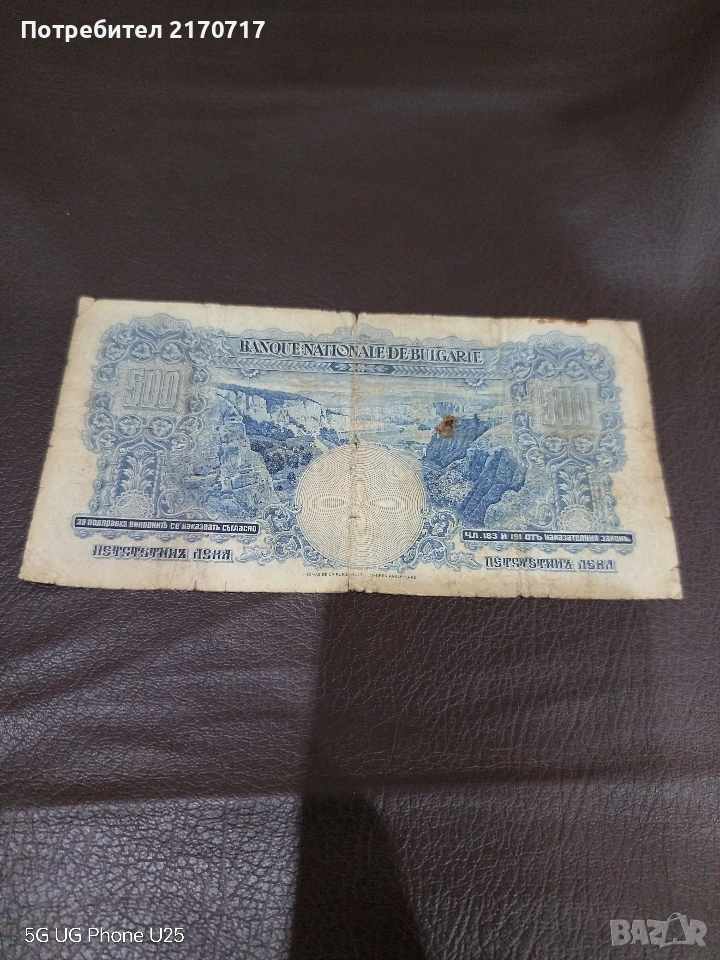 Потребител 2170717
BANQUE NATIONALE DE BULGARIE
500 500
ЧЛ. 183 И 191 ОТЪ НАКАЗАТЕЛНИЯ ЗАКОНЪ
ЗА ПОДПРАВКА ВИНОВНИТѢ СЕ НАКАЗВАТЪ СЪГЛАСНО
ПЕТСТОТИНЪ ЛЕВА ПЕТСТОТИНЪ ЛЕВА
5G UG Phone U25
BAZAR